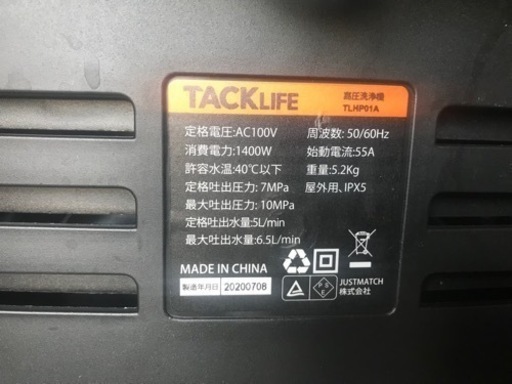 TACKLIFE
高圧洗浄機
TLHP01A
定格電圧:AC100V
周波数: 50/60Hz
消費電力:1400W
始動電流:55A
許容水温:40℃以下
重量:5.2Kg
定格吐出圧力: 7MPa
屋外用、IPX5
最大吐出圧力: 10MPa
定格吐出水量:5L/min
最大吐出水量:6.5L/min
MADE IN CHINA
製造年月日 20200708
P S E
JUSTMATCH
株式会社